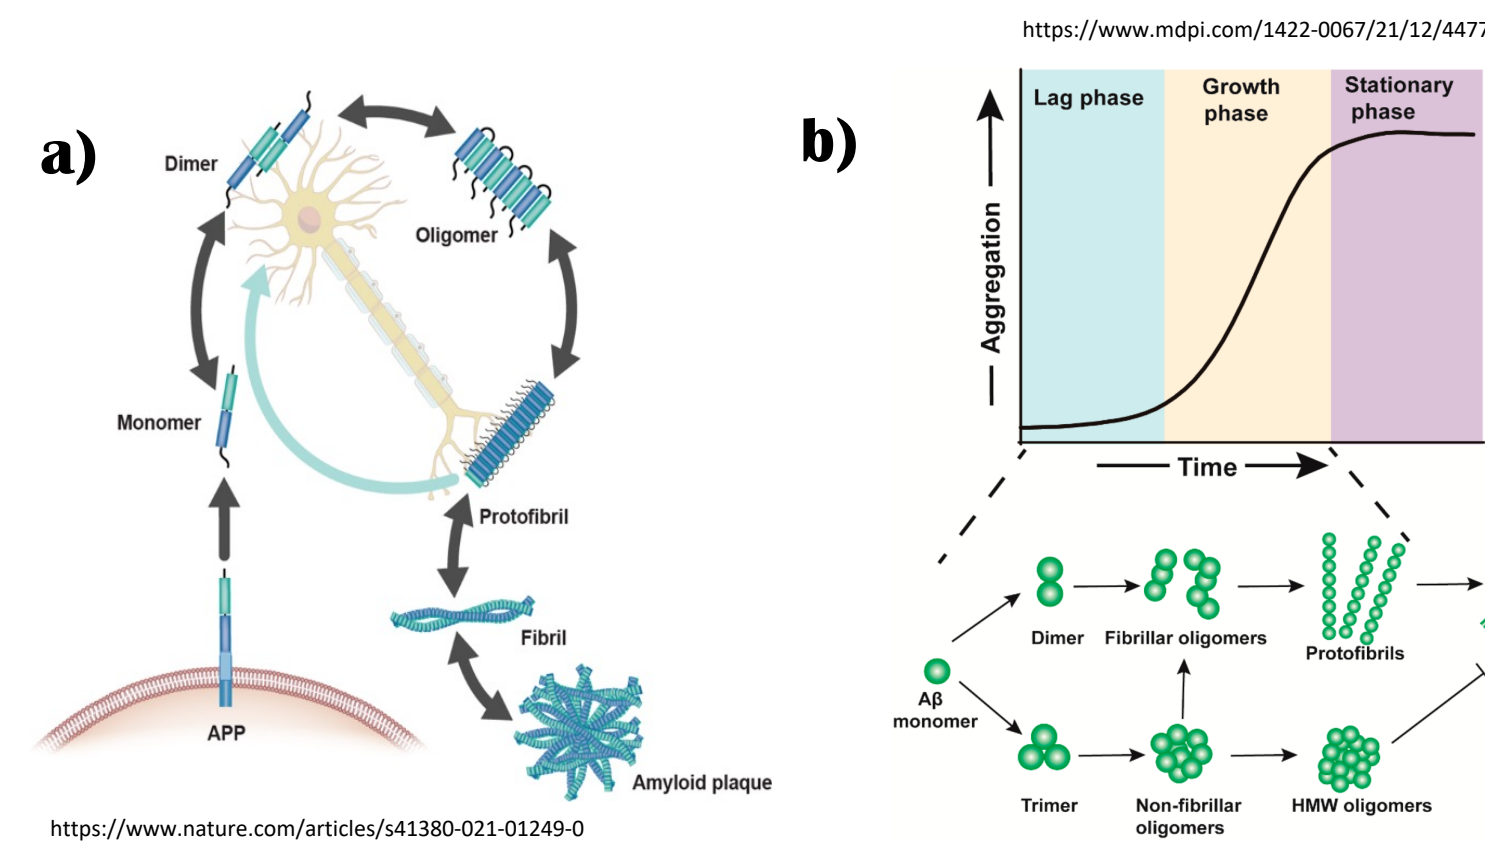 https://www.mdpi.com/1422-0067/21/12/4477
a)
Dimer
Oligomer
Monomer
Protofibril
Fibril
APP
Amyloid plaque
https://www.nature.com/articles/s41380-021-01249-0
b)
Lag phase
Growth
phase
Stationary
phase
Aggregation
Time
Dimer
Fibrillar oligomers
Protofibrils
Aβ
monomer
Trimer
Non-fibrillar
oligomers
HMW oligomers